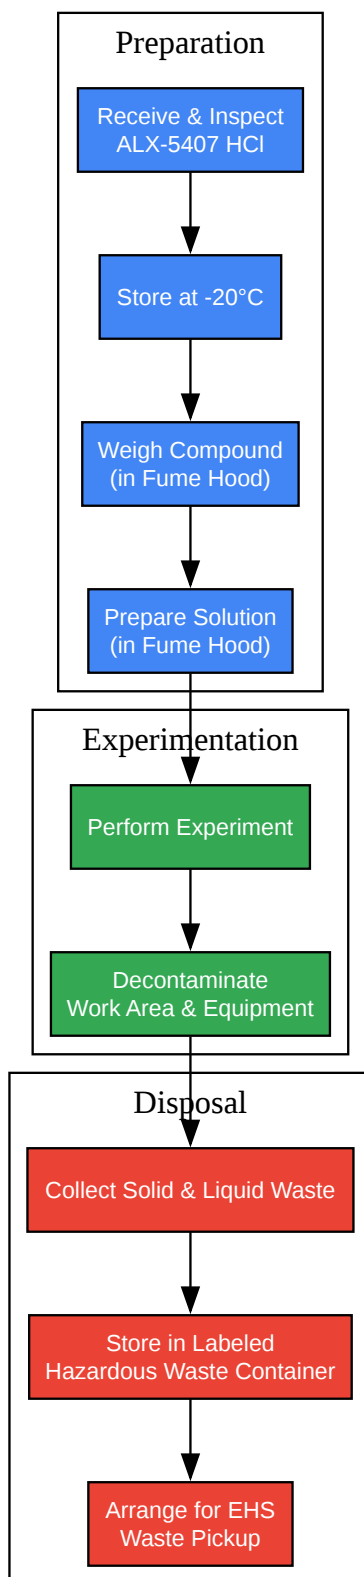 Preparation
Receive & Inspect
ALX-5407 HCl
Store at -20°C
Weigh Compound
(in Fume Hood)
Prepare Solution
(in Fume Hood)
Experimentation
Perform Experiment
Decontaminate
Work Area & Equipment
Disposal
Collect Solid & Liquid Waste
Store in Labeled
Hazardous Waste Container
Arrange for EHS
Waste Pickup